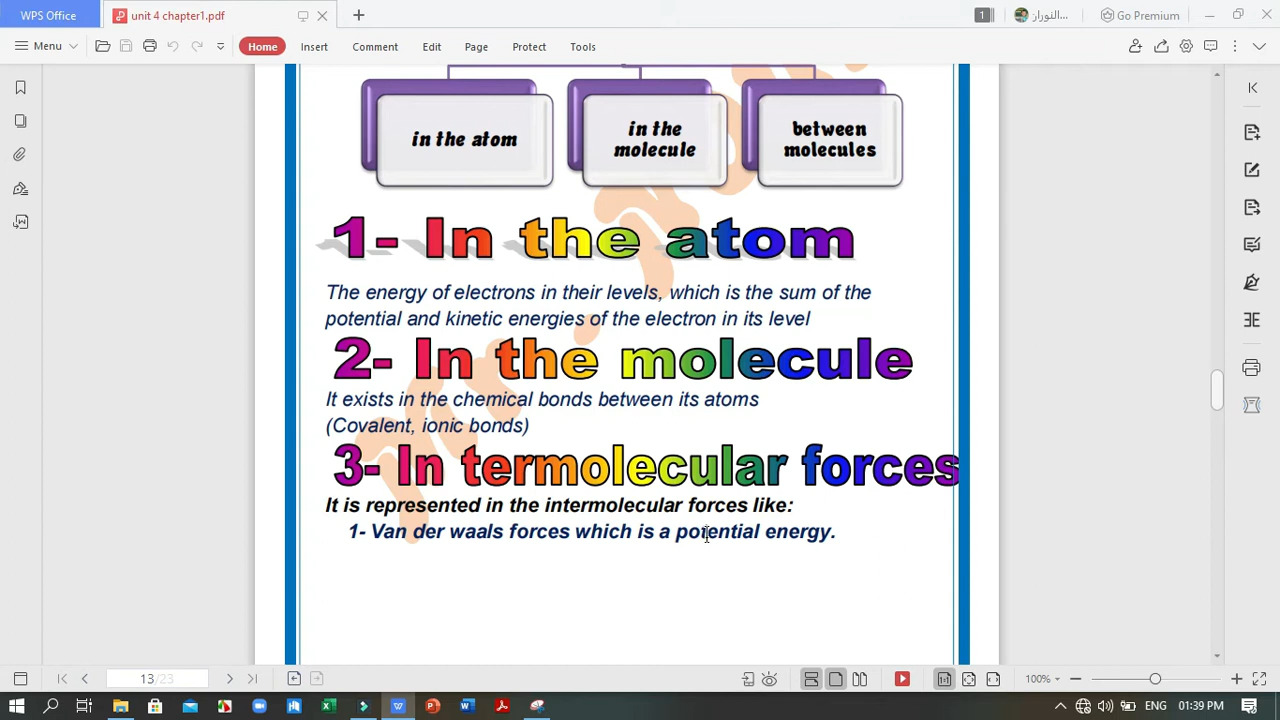 WPS Office
unit 4 chapter1.pdf
1
النوران...
Go Premium
Menu
Home
Insert
Comment
Edit
Page
Protect
Tools
in the atom
in the
molecule
between
molecules
1- In the atom
The energy of electrons in their levels, which is the sum of the
potential and kinetic energies of the electron in its level
2- In the molecule
It exists in the chemical bonds between its atoms
(Covalent, ionic bonds)
3- In termolecular forces
It is represented in the intermolecular forces like:
1- Van der waals forces which is a potential energy.
13/23
100%
ENG
01:39 PM